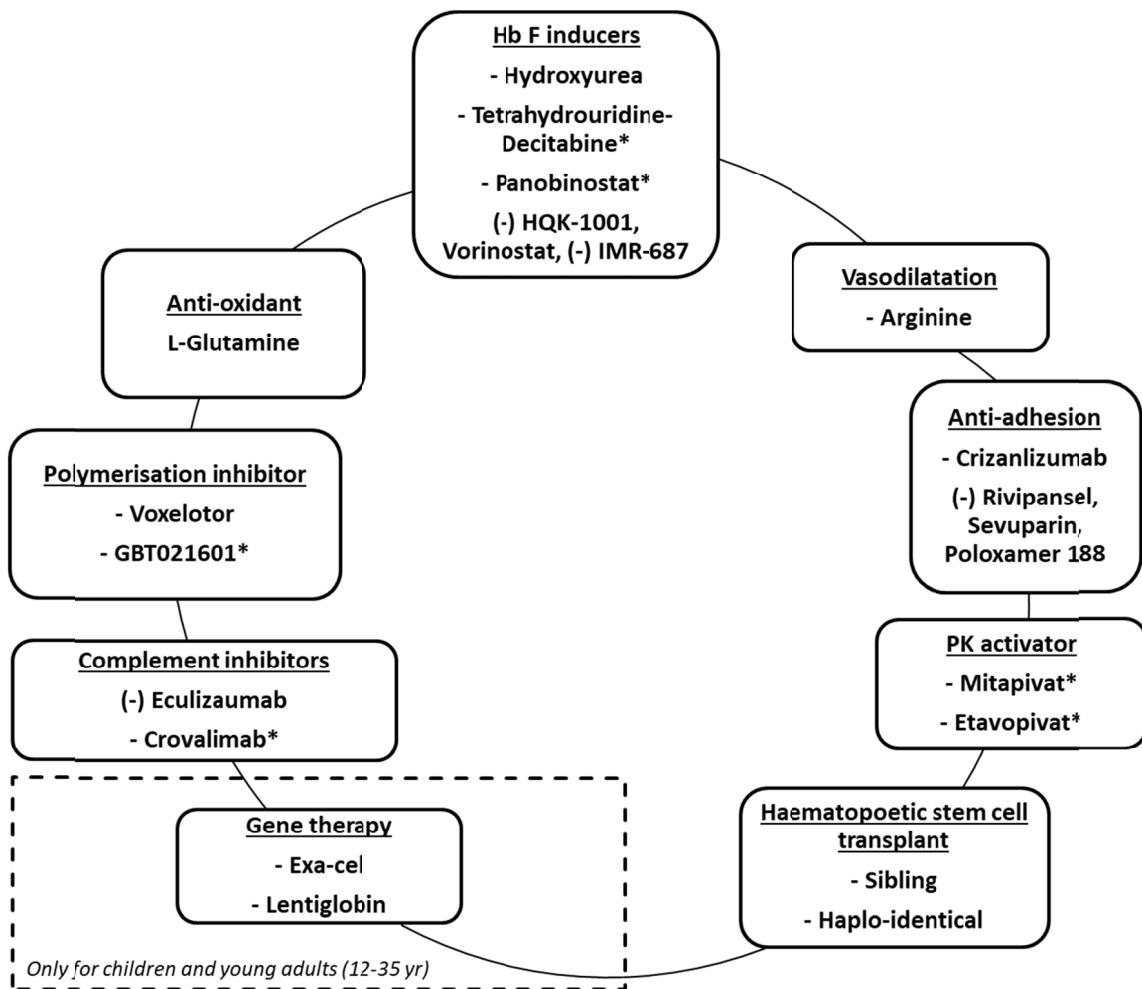 Hb F inducers
- Hydroxyurea
- Tetrahydrouridine-
Decitabine*
- Panobinostat*
(-) HQK-1001,
Vorinostat, (-) IMR-687
Vasodilatation
- Arginine
Anti-adhesion
- Crizanlizumab
(-) Rivipansel,
Sevuparin,
Poloxamer 188
PK activator
- Mitapivat*
- Etavopivat*
Haematopoetic stem cell
transplant
- Sibling
- Haplo-identical
Gene therapy
- Exa-cel
- Lentiglobin
Only for children and young adults (12-35 yr)
Complement inhibitors
(-) Eculizaumab
- Crovalimab*
Polymerisation inhibitor
- Voxelotor
- GBT021601*
Anti-oxidant
L-Glutamine